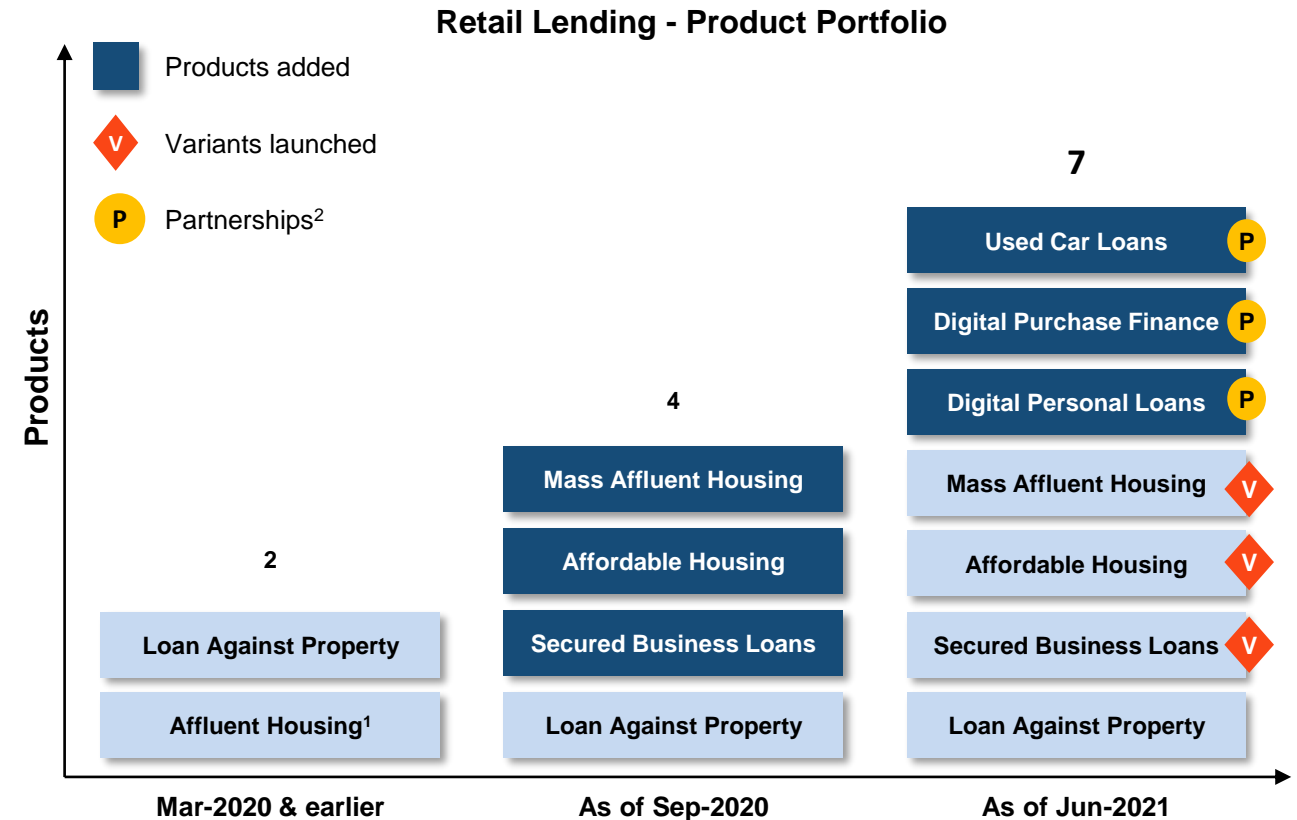 Retail Lending - Product Portfolio
Products added
V
Variants launched
P
Partnerships²
Products
2
Loan Against Property
Affluent Housing¹
Mar-2020 & earlier
4
Mass Affluent Housing
Affordable Housing
Secured Business Loans
Loan Against Property
As of Sep-2020
7
Used Car Loans
P
Digital Purchase Finance
P
Digital Personal Loans
P
Mass Affluent Housing
V
Affordable Housing
V
Secured Business Loans
V
Loan Against Property
As of Jun-2021